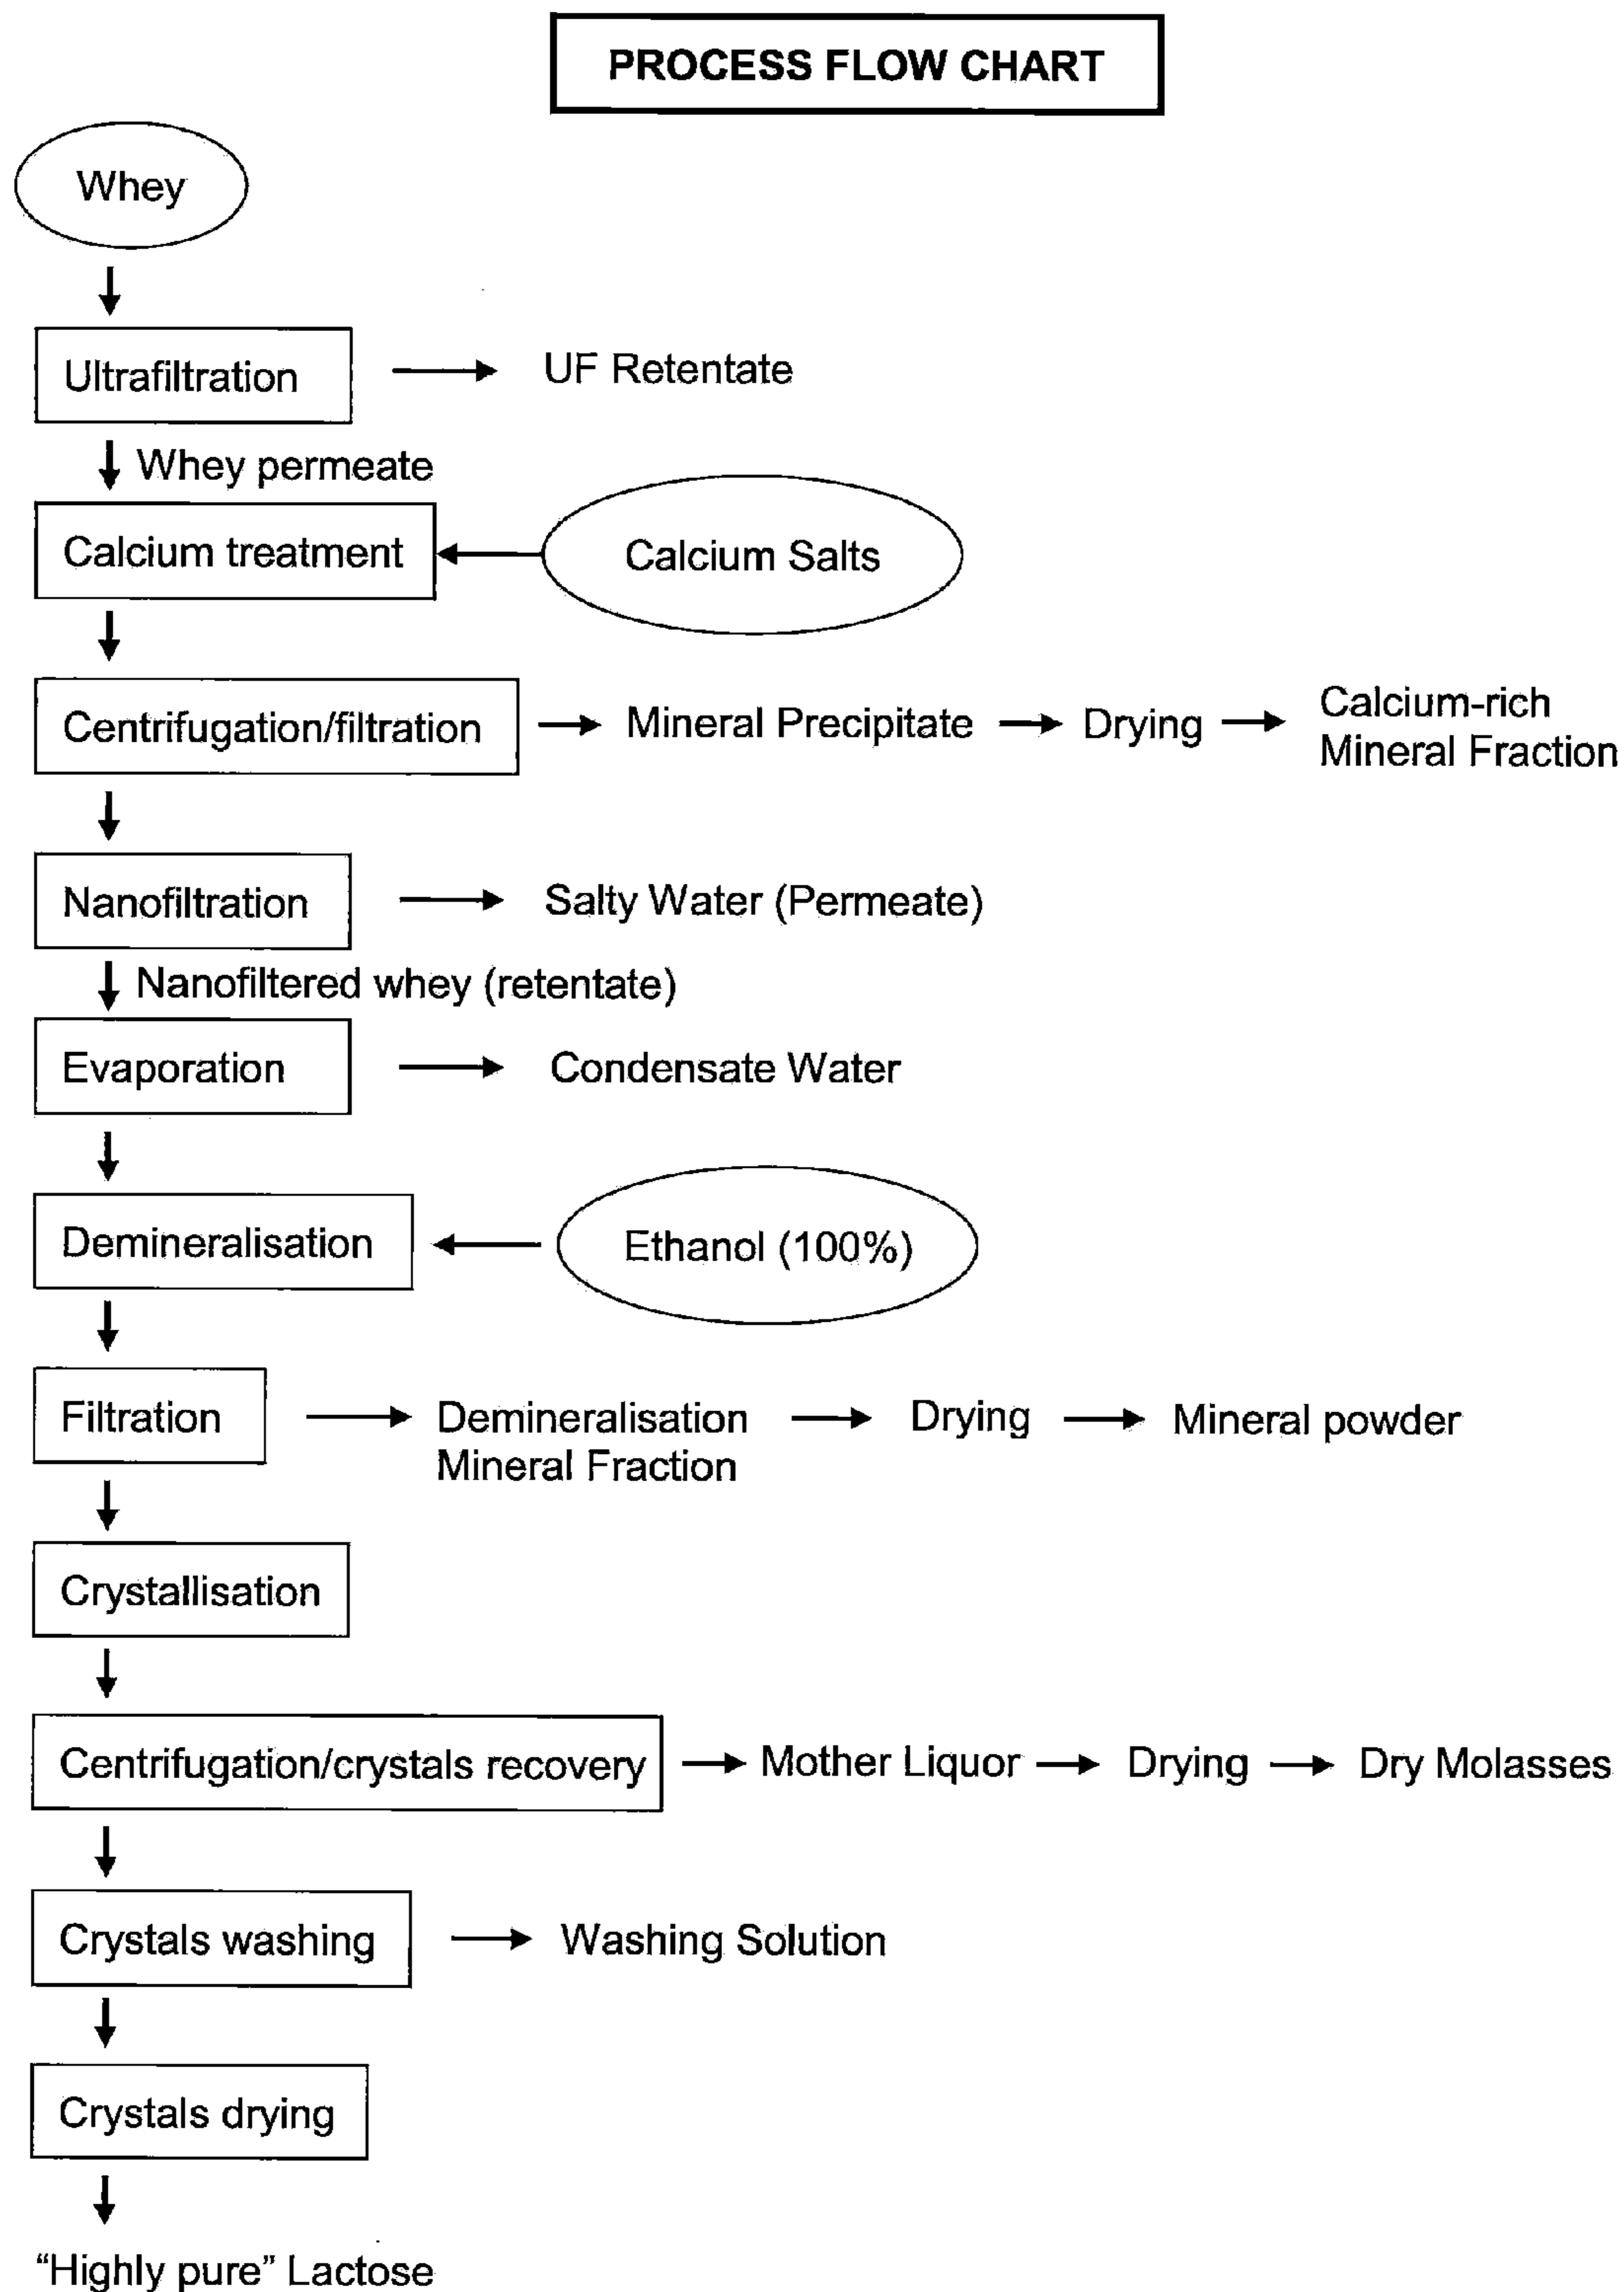 PROCESS FLOW CHART
Whey
Ultrafiltration
UF Retentate
Whey permeate
Calcium treatment
Calcium Salts
Centrifugation/filtration
Mineral Precipitate
Drying
Calcium-rich
Mineral Fraction
Nanofiltration
Salty Water (Permeate)
Nanofiltered whey (retentate)
Evaporation
Condensate Water
Demineralisation
Ethanol (100%)
Filtration
Demineralisation
Mineral Fraction
Drying
Mineral powder
Crystallisation
Centrifugation/crystals recovery
Mother Liquor
Drying
Dry Molasses
Crystals washing
Washing Solution
Crystals drying
“Highly pure” Lactose